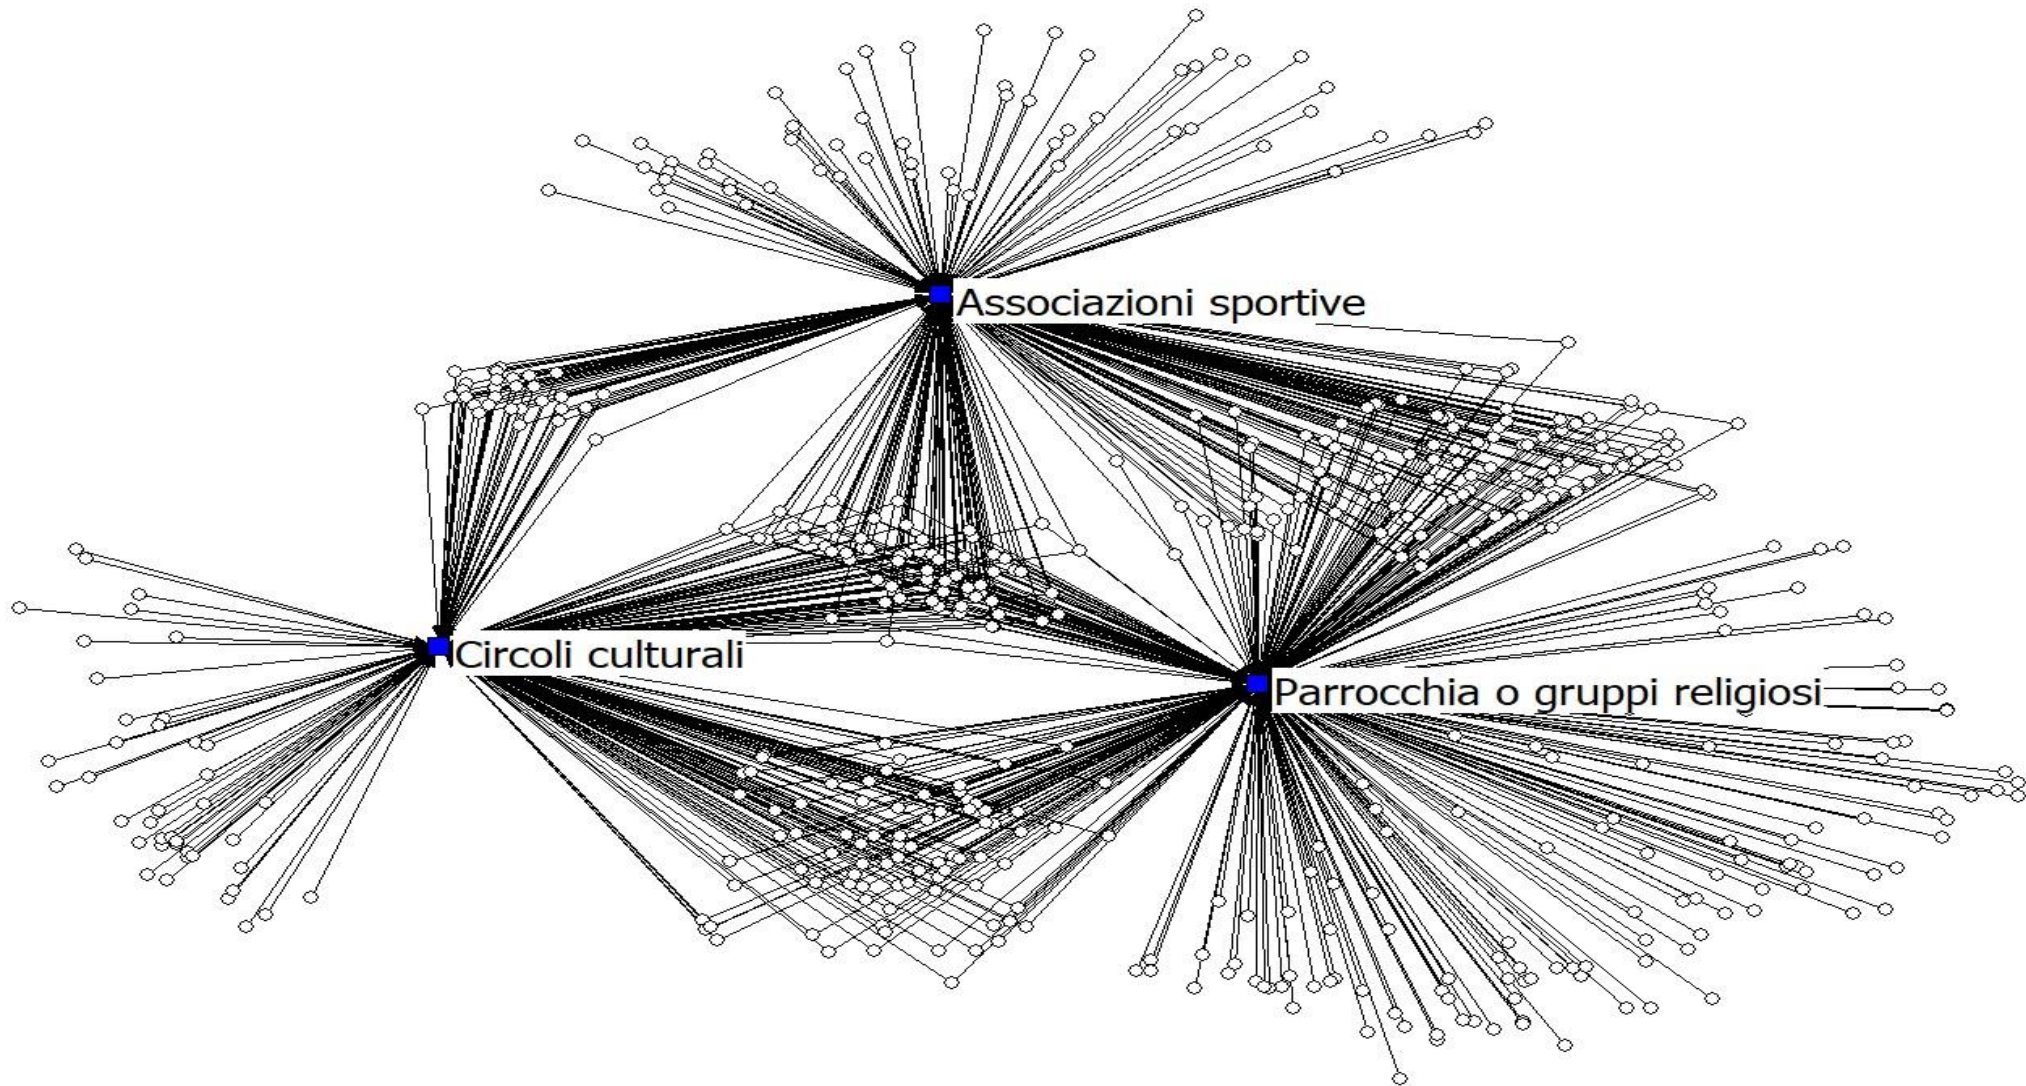 Associazioni sportive
Circoli culturali
Parrocchia o gruppi religiosi